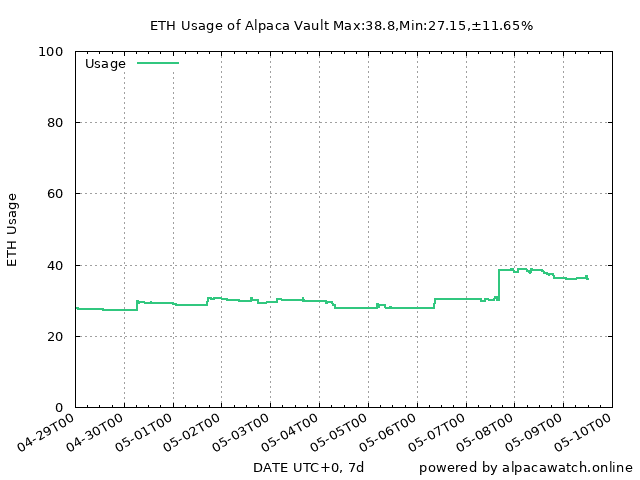 ETH Usage of Alpaca Vault Max:38.8,Min:27.15,±11.65%
100
Usage
80
60
40
20
0
ETH Usage
04-29T00
04-30T00
05-01T00
05-02T00
05-03T00
05-04T00
05-05T00
05-06T00
05-07T00
05-08T00
05-09T00
05-10T00
DATE UTC+0, 7d
powered by alpacawatch.online